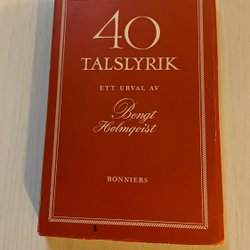 40
TALSLYRIK
ETT URVAL AV
Bengt
Holmqvist
BONNIERS